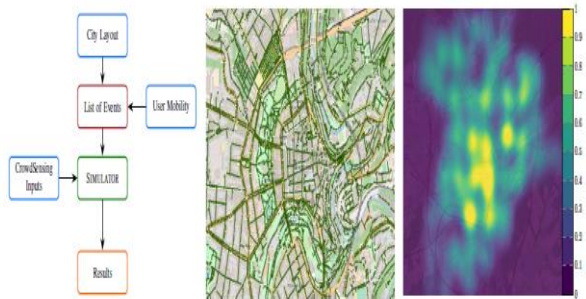 City Layout
List of Events
User Mobility
CrowdSensing
Inputs
SIMULATOR
Results
1
0.9
0.8
0.7
0.6
0.5
0.4
0.3
0.2
0.1
0